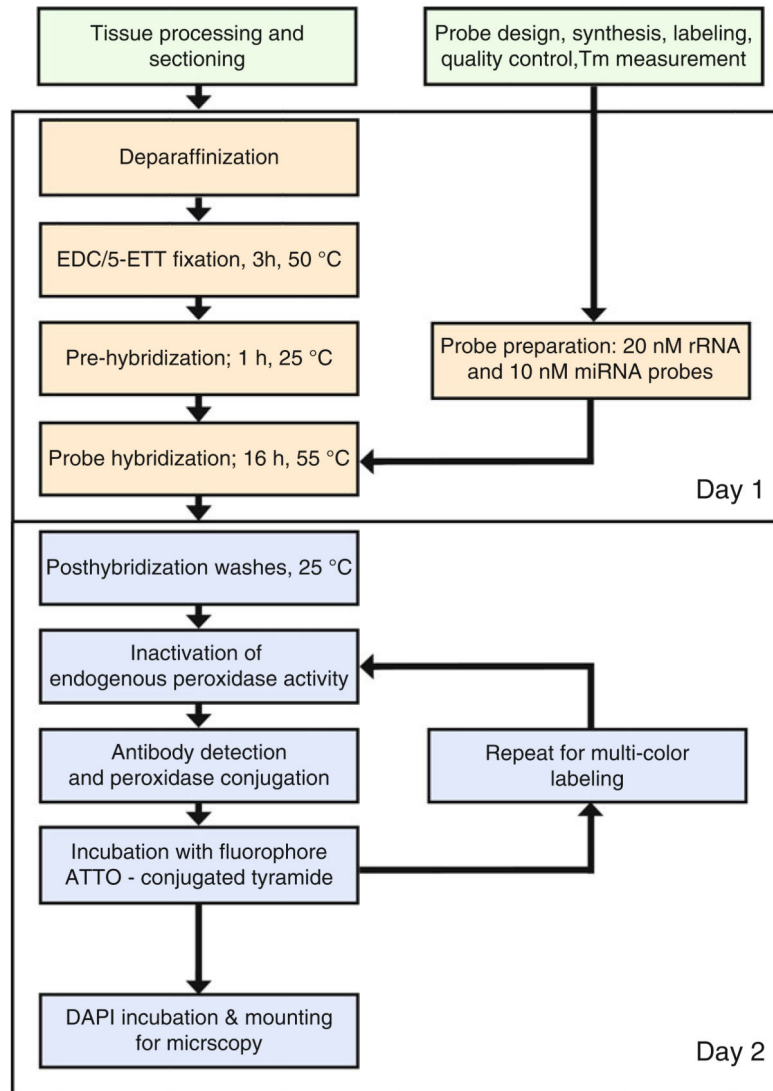 Tissue processing and
sectioning
Probe design, synthesis, labeling,
quality control,Tm measurement
Deparaffinization
EDC/5-ETT fixation, 3h, 50 °C
Pre-hybridization; 1 h, 25 °C
Probe preparation: 20 nM rRNA
and 10 nM miRNA probes
Probe hybridization; 16 h, 55 °C
Day 1
Posthybridization washes, 25 °C
Inactivation of
endogenous peroxidase activity
Antibody detection
and peroxidase conjugation
Repeat for multi-color
labeling
Incubation with fluorophore
ATTO - conjugated tyramide
DAPI incubation & mounting
for micrscopy
Day 2